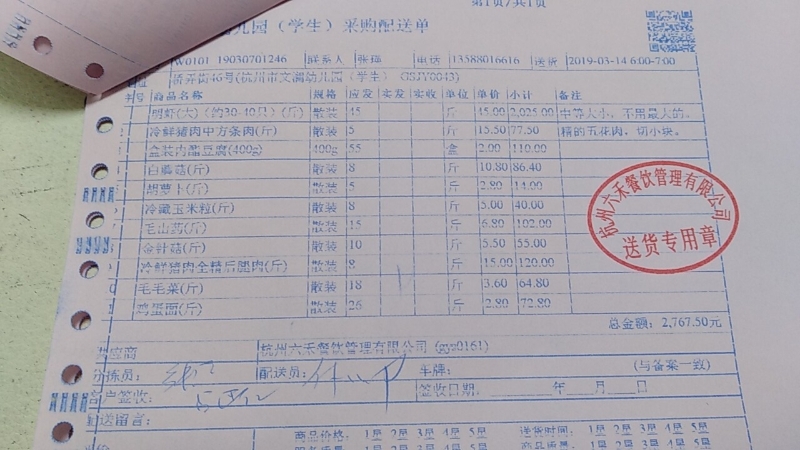 第1页/共1页
儿园（学生）采购配送单
W0101 19030701246 联系人 张瑶 电话 13588016616 送货 2019-03-14 6:00-7:00
桥弄街46号(杭州市文澜幼儿园（学生） GSJY0043)
序号 商品名称 规格 应发 实发 实收 单位 单价 小计 备注
明虾(大)（约30-40只）(斤) 散装 45 斤 45.00 2,025.00 中等大小，不用最大的。
冷鲜猪肉中方条肉(斤) 散装 5 斤 15.50 77.50 精的五花肉，切小块。
盒装内酯豆腐(400g) 400g 55 盒 2.00 110.00
白蘑菇(斤) 散装 8 斤 10.80 86.40
胡萝卜(斤) 散装 5 斤 2.80 14.00
冷藏玉米粒(斤) 散装 8 斤 5.00 40.00
毛山药(斤) 散装 15 斤 6.80 102.00
金针菇(斤) 散装 10 斤 5.50 55.00
冷鲜猪肉全精后腿肉(斤) 散装 8 斤 15.00 120.00
毛毛菜(斤) 散装 18 斤 3.60 64.80
鸡蛋面(斤) 散装 26 斤 2.80 72.80
杭州六禾餐饮管理有限公司
送货专用章
总金额：2,767.50元
供应商 杭州六禾餐饮管理有限公司 (gyn0161)
分拣员： 配送员： 车牌： (与备案一致)
客户签收： 签收日期： 年 月 日
配送留言：
商品价格： 1星 2星 3星 4星 5星 送货时间： 1星 2星 3星 4星 5星